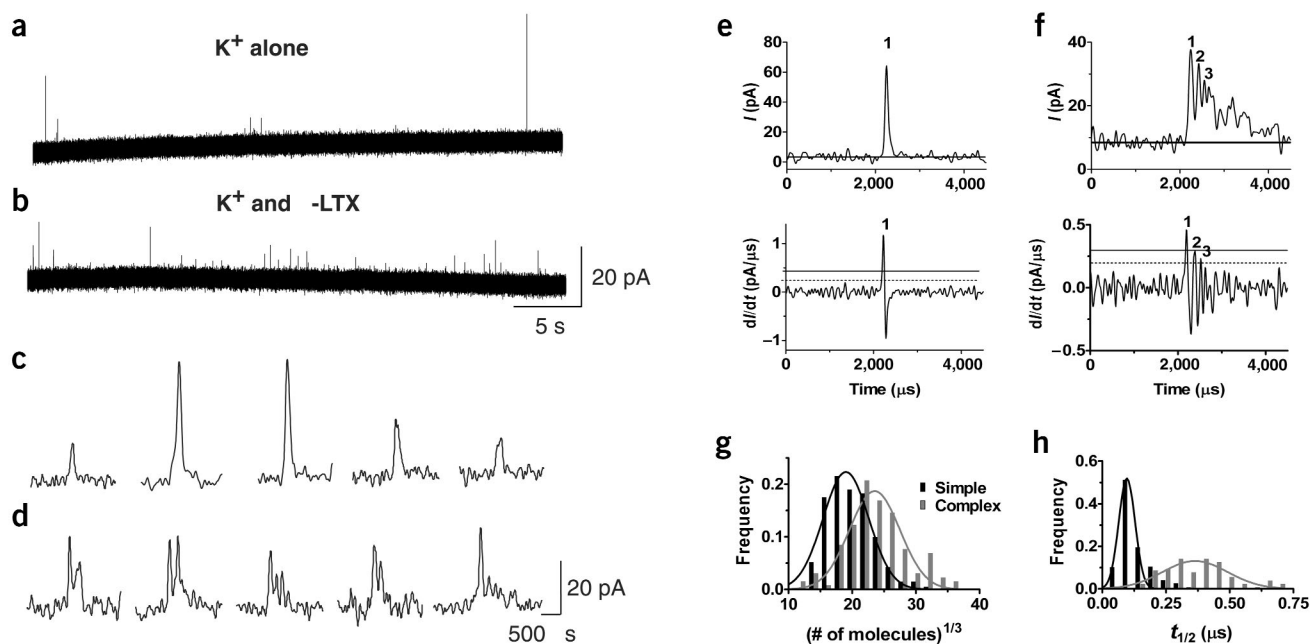 a
K+ alone
b
K+ and -LTX
20 pA
5 s
c
d
20 pA
500 s
e
80
60
40
20
0
I (pA)
1
0
2,000
4,000
1
0
–1
dI/dt (pA/μs)
1
0
2,000
4,000
Time (μs)
f
40
20
0
I (pA)
1
2
3
0
2,000
4,000
0.5
0.0
–0.5
dI/dt (pA/μs)
1
2
3
0
2,000
4,000
Time (μs)
g
0.2
0.1
0
Frequency
Simple
Complex
10
20
30
40
(# of molecules)1/3
h
0.6
0.4
0.2
0.0
Frequency
0.00
0.25
0.50
0.75
t1/2 (μs)